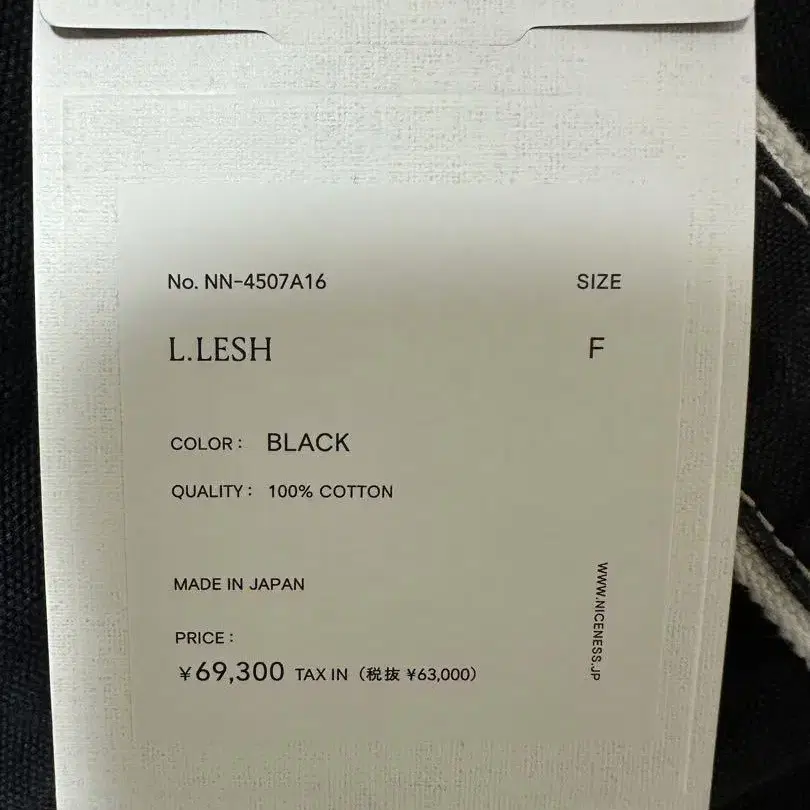 No. NN-4507A16 SIZE
L.LESH F
COLOR: BLACK
QUALITY: 100% COTTON
MADE IN JAPAN
PRICE:
¥69,300 TAX IN (税抜 ¥63,000)
WWW.NICENESS.JP